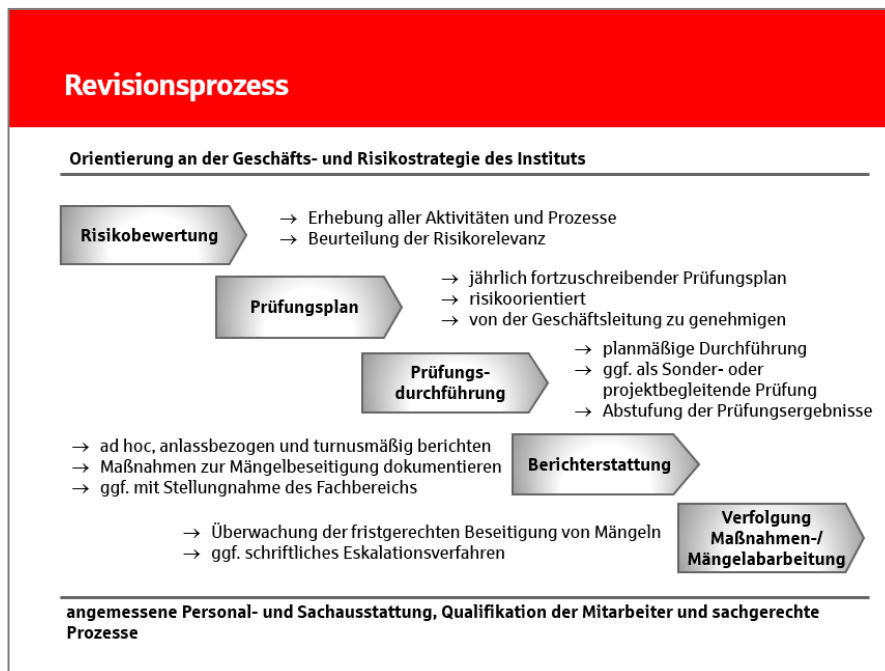 Revisionsprozess
Orientierung an der Geschäfts- und Risikostrategie des Instituts
Risikobewertung
→ Erhebung aller Aktivitäten und Prozesse
→ Beurteilung der Risikorelevanz
Prüfungsplan
→ jährlich fortzuschreibender Prüfungsplan
→ risikoorientiert
→ von der Geschäftsleitung zu genehmigen
Prüfungs-
durchführung
→ planmäßige Durchführung
→ ggf. als Sonder- oder
projektbegleitende Prüfung
→ Abstufung der Prüfungsergebnisse
→ ad hoc, anlassbezogen und turnusmäßig berichten
→ Maßnahmen zur Mängelbeseitigung dokumentieren
→ ggf. mit Stellungnahme des Fachbereichs
Berichterstattung
→ Überwachung der fristgerechten Beseitigung von Mängeln
→ ggf. schriftliches Eskalationsverfahren
Verfolgung
Maßnahmen-/
Mängelabarbeitung
angemessene Personal- und Sachausstattung, Qualifikation der Mitarbeiter und sachgerechte
Prozesse